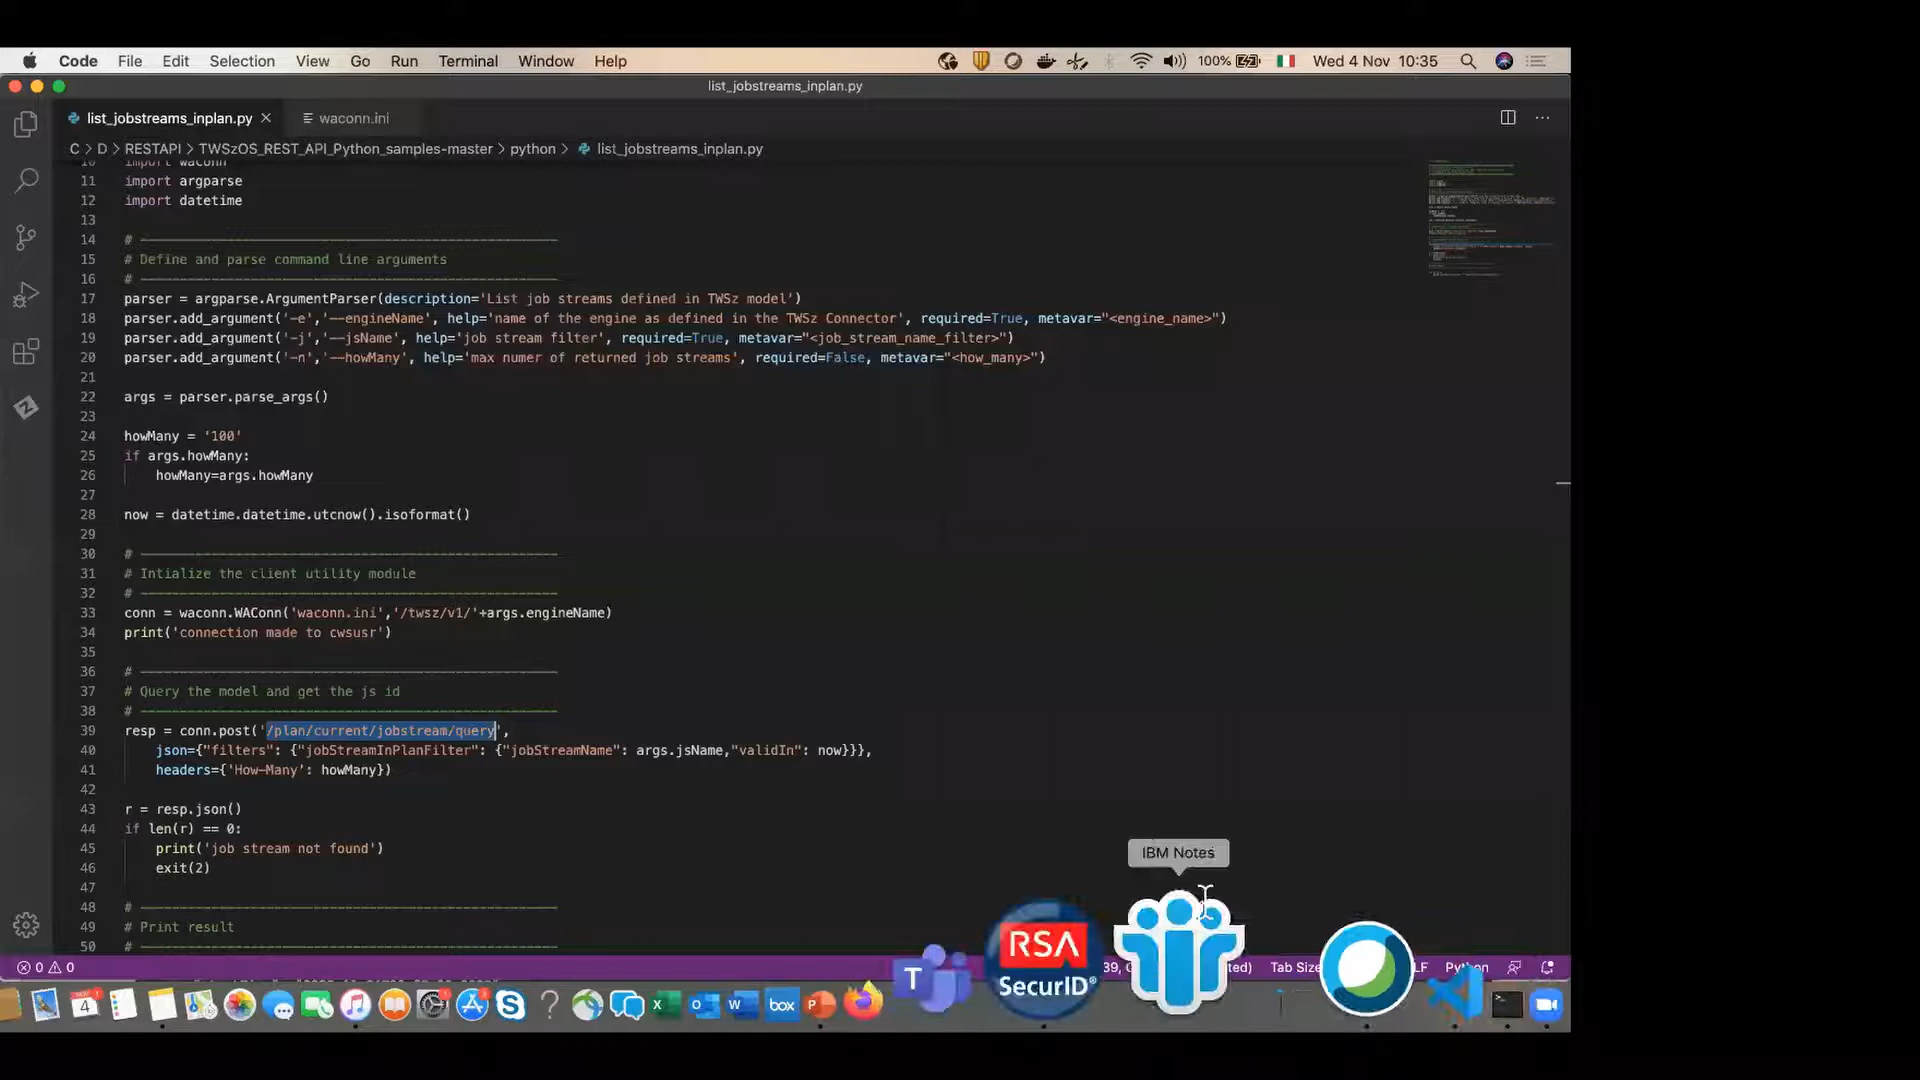 Code File Edit Selection View Go Run Terminal Window Help 100% Wed 4 Nov 10:35
list_jobstreams_inplan.py
list_jobstreams_inplan.py × waconn.ini ···
C > D > RESTAPI > TWSzOS_REST_API_Python_samples-master > python > list_jobstreams_inplan.py
10 import waconn
11 import argparse
12 import datetime
13
14 # ----------------------------------------------------
15 # Define and parse command line arguments
16 # ----------------------------------------------------
17 parser = argparse.ArgumentParser(description='List job streams defined in TWSz model')
18 parser.add_argument('-e','--engineName', help='name of the engine as defined in the TWSz Connector', required=True, metavar="<engine_name>")
19 parser.add_argument('-j','--jsName', help='job stream filter', required=True, metavar="<job_stream_name_filter>")
20 parser.add_argument('-n','--howMany', help='max numer of returned job streams', required=False, metavar="<how_many>")
21
22 args = parser.parse_args()
23
24 howMany = '100'
25 if args.howMany:
26     howMany=args.howMany
27
28 now = datetime.datetime.utcnow().isoformat()
29
30 # ----------------------------------------------------
31 # Intialize the client utility module
32 # ----------------------------------------------------
33 conn = waconn.WAConn('waconn.ini','/twsz/v1/'+args.engineName)
34 print('connection made to cwsusr')
35
36 # ----------------------------------------------------
37 # Query the model and get the js id
38 # ----------------------------------------------------
39 resp = conn.post('/plan/current/jobstream/query',
40     json={"filters": {"jobStreamInPlanFilter": {"jobStreamName": args.jsName,"validIn": now}}},
41     headers={'How-Many': howMany})
42
43 r = resp.json()
44 if len(r) == 0:
45     print('job stream not found')
46     exit(2)
47
48 # ----------------------------------------------------
49 # Print result
50 # ----------------------------------------------------
IBM Notes
RSA
SecurID®
0 0 39, Tab Size LF Python
4 T X W box P